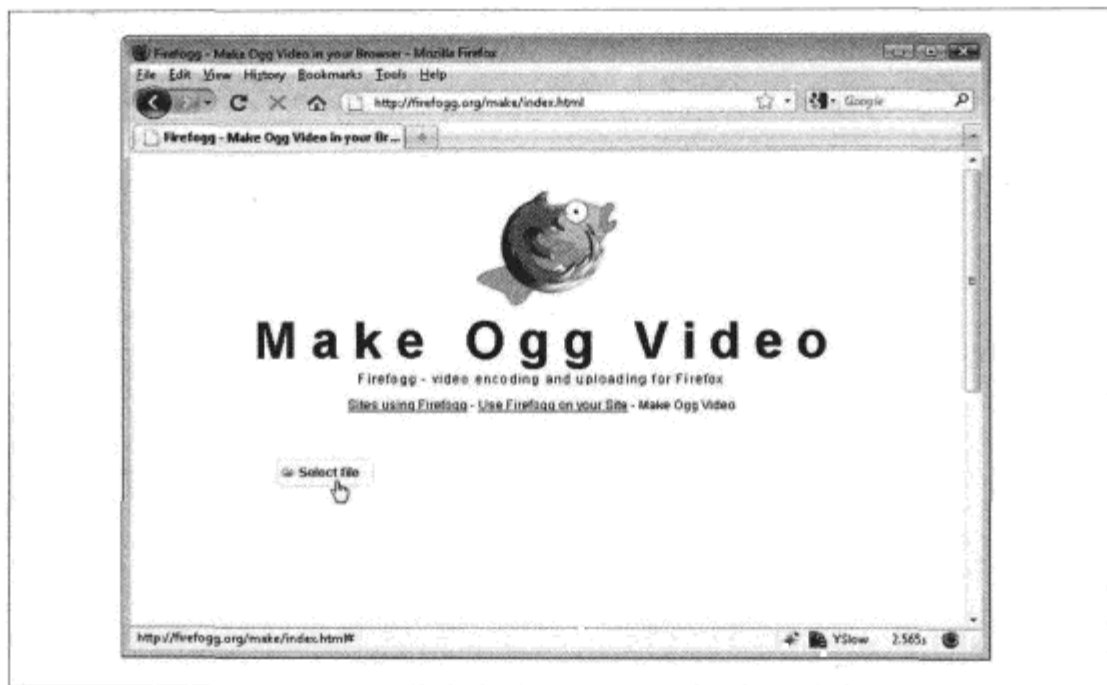 Firefogg - Make Ogg Video in your Browser - Mozilla Firefox
File Edit View History Bookmarks Tools Help
http://firefogg.org/make/index.html
Google
Firefogg - Make Ogg Video in your Br...
Make Ogg Video
Firefogg - video encoding and uploading for Firefox
Sites using Firefogg - Use Firefogg on your Site - Make Ogg Video
Select file
http://firefogg.org/make/index.html#
YSlow 2.565s